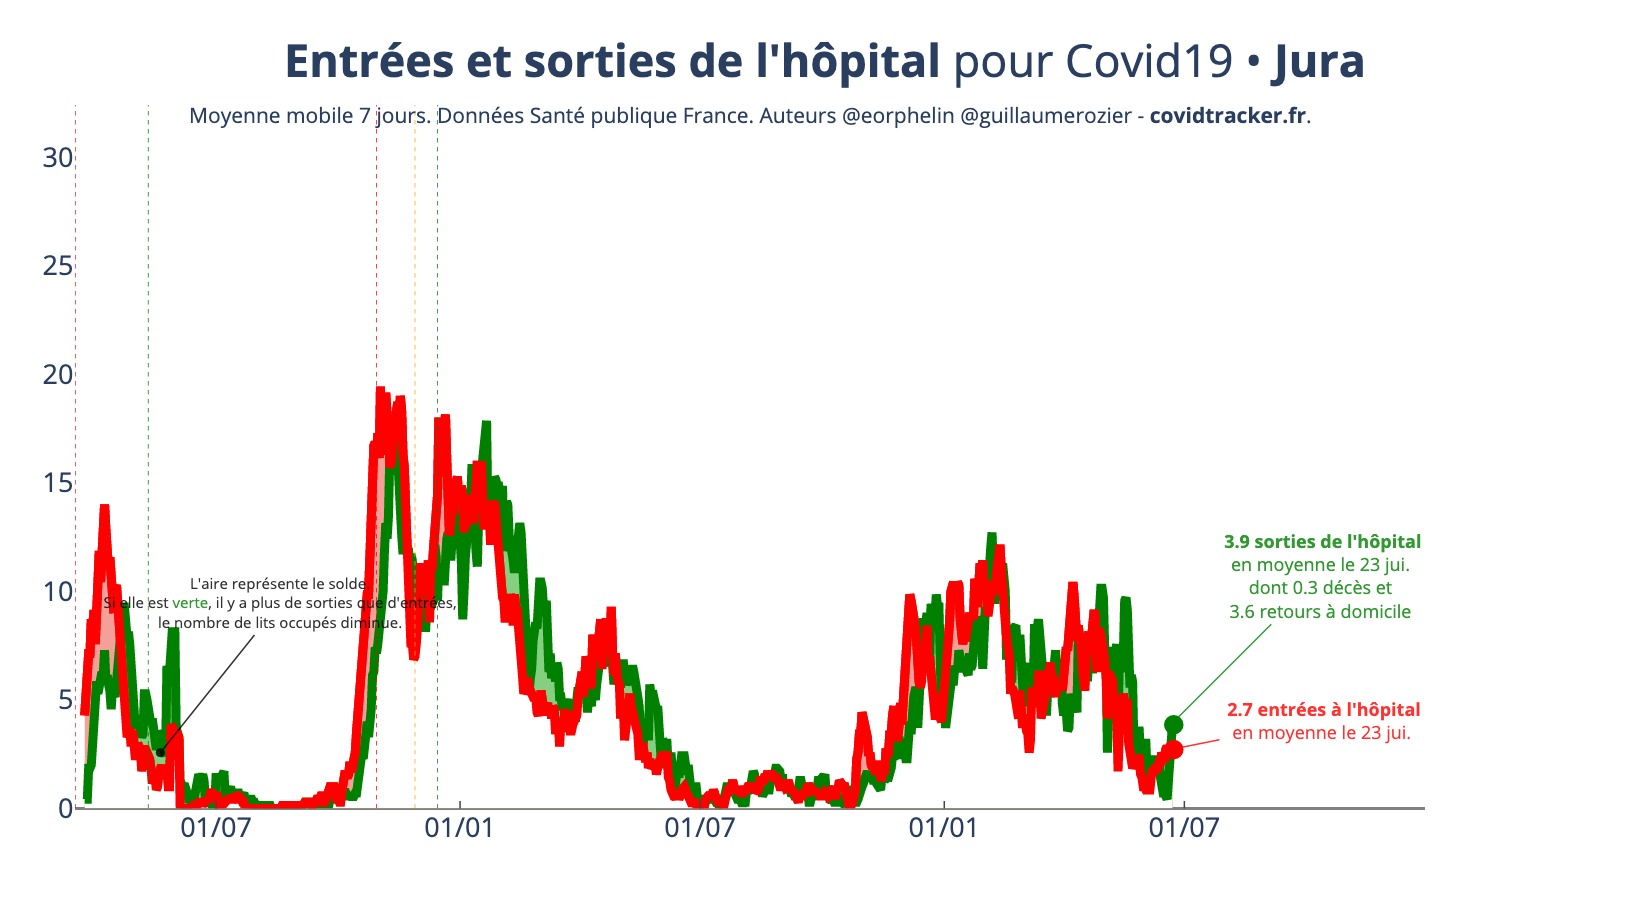 Entrées et sorties de l'hôpital pour Covid19 • Jura
Moyenne mobile 7 jours. Données Santé publique France. Auteurs @eorphelin @guillaumerozier - covidtracker.fr.
30
25
20
15
10
5
0
L'aire représente le solde.
Si elle est verte, il y a plus de sorties que d'entrées,
le nombre de lits occupés diminue.
3.9 sorties de l'hôpital
en moyenne le 23 jui.
dont 0.3 décès et
3.6 retours à domicile
2.7 entrées à l'hôpital
en moyenne le 23 jui.
01/07
01/01
01/07
01/01
01/07